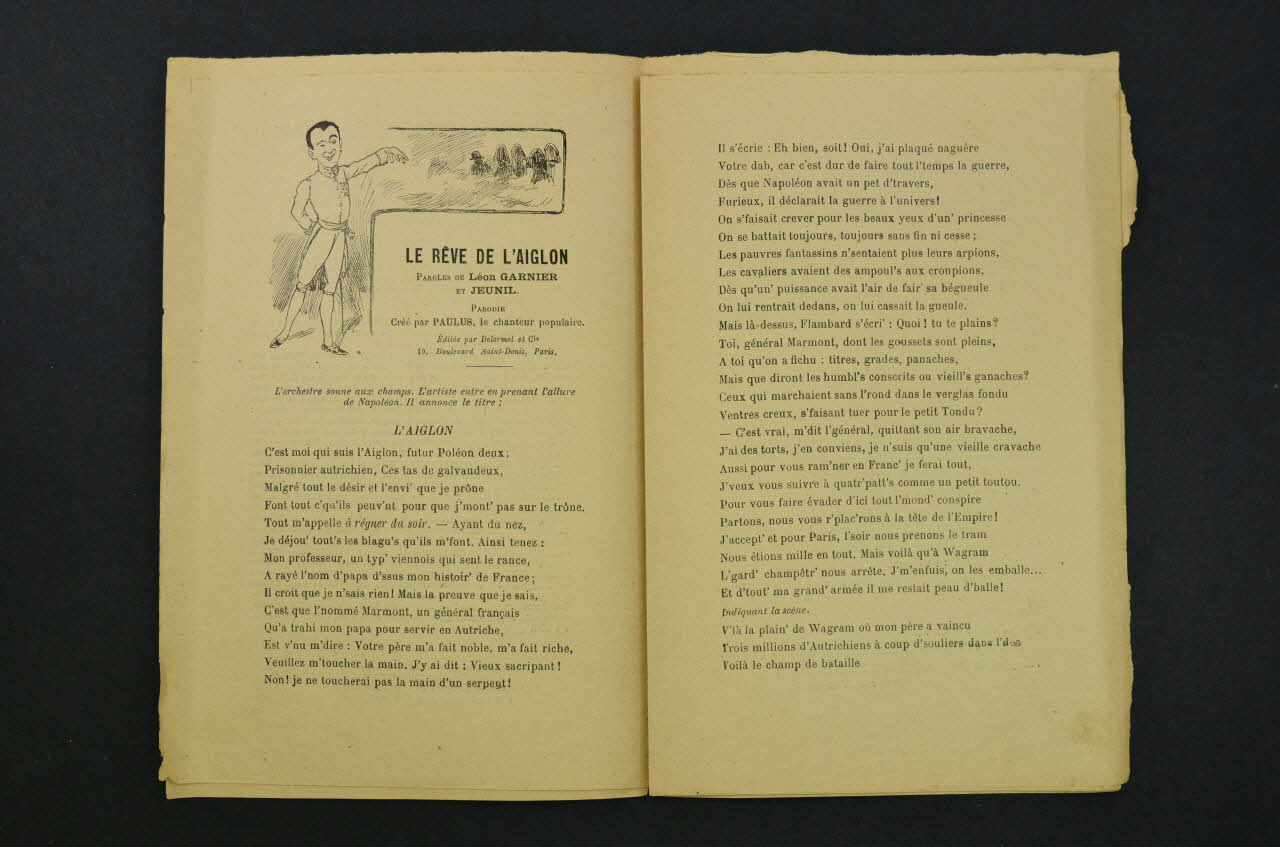 LE RÊVE DE L'AIGLON
PAROLES DE Léon GARNIER
ET JEUNIL.
PARODIE
Créé par PAULUS, le chanteur populaire.
Éditée par Delormel et Cie
19, Boulevard Saint-Denis, Paris.
L'orchestre sonne aux champs. L'artiste entre en prenant l'allure
de Napoléon. Il annonce le titre :
L'AIGLON
C'est moi qui suis l'Aiglon, futur Poléon deux;
Prisonnier autrichien, Ces tas de galvaudeux,
Malgré tout le désir et l'envi' que je prône
Font tout c'qu'ils peuv'nt pour que j'mont' pas sur le trône.
Tout m'appelle à régner du soir. — Ayant du nez,
Je déjou' tout's les blagu's qu'ils m'font. Ainsi tenez :
Mon professeur, un typ' viennois qui sent le rance,
A rayé l'nom d'papa d'ssus mon histoir' de France;
Il croit que je n'sais rien! Mais la preuve que je sais,
C'est que l'nommé Marmont, un général français
Qu'a trahi mon papa pour servir en Autriche,
Est v'nu m'dire : Votre père m'a fait noble, m'a fait riche,
Veuillez m'toucher la main. J'y ai dit : Vieux sacripant!
Non! je ne toucherai pas la main d'un serpent!
Il s'écrie : Eh bien, soit! Oui, j'ai plaqué naguère
Votre dab, car c'est dur de faire tout l'temps la guerre,
Dès que Napoléon avait un pet d'travers,
Furieux, il déclarait la guerre à l'univers!
On s'faisait crever pour les beaux yeux d'un' princesse
On se battait toujours, toujours sans fin ni cesse;
Les pauvres fantassins n'sentaient plus leurs arpions,
Les cavaliers avaient des ampoul's aux croupions,
Dès qu'un' puissance avait l'air de fair' sa bégueule
On lui rentrait dedans, on lui cassait la gueule.
Mais là-dessus, Flambard s'écri' : Quoi! tu te plains?
Toi, général Marmont, dont les goussets sont pleins,
A toi qu'on a fichu : titres, grades, panaches,
Mais que diront les humbl's conscrits ou vieill's ganaches?
Ceux qui marchaient sans l'rond dans le verglas fondu
Ventres creux, s'faisant tuer pour le petit Tondu?
— C'est vrai, m'dit l'général, quittant son air bravache,
J'ai des torts, j'en conviens, je n'suis qu'une vieille cravache
Aussi pour vous ram'ner en Franc' je ferai tout,
J'veux vous suivre à quatr'patt's comme un petit toutou.
Pour vous faire évader d'ici tout l'mond' conspire
Partons, nous vous r'plac'rons à la tête de l'Empire!
J'accept' et pour Paris, l'soir nous prenons le tram
Nous étions mille en tout. Mais voilà qu'à Wagram
L'gard' champêtr' nous arrête. J'm'enfuis, on les emballe...
Et d'tout' ma grand' armée il me restait peau d'balle!
Indiquant la scène.
V'là la plain' de Wagram où mon père a vaincu
Trois millions d'Autrichiens à coup d'souliers dans l'dos
Voilà le champ de bataille